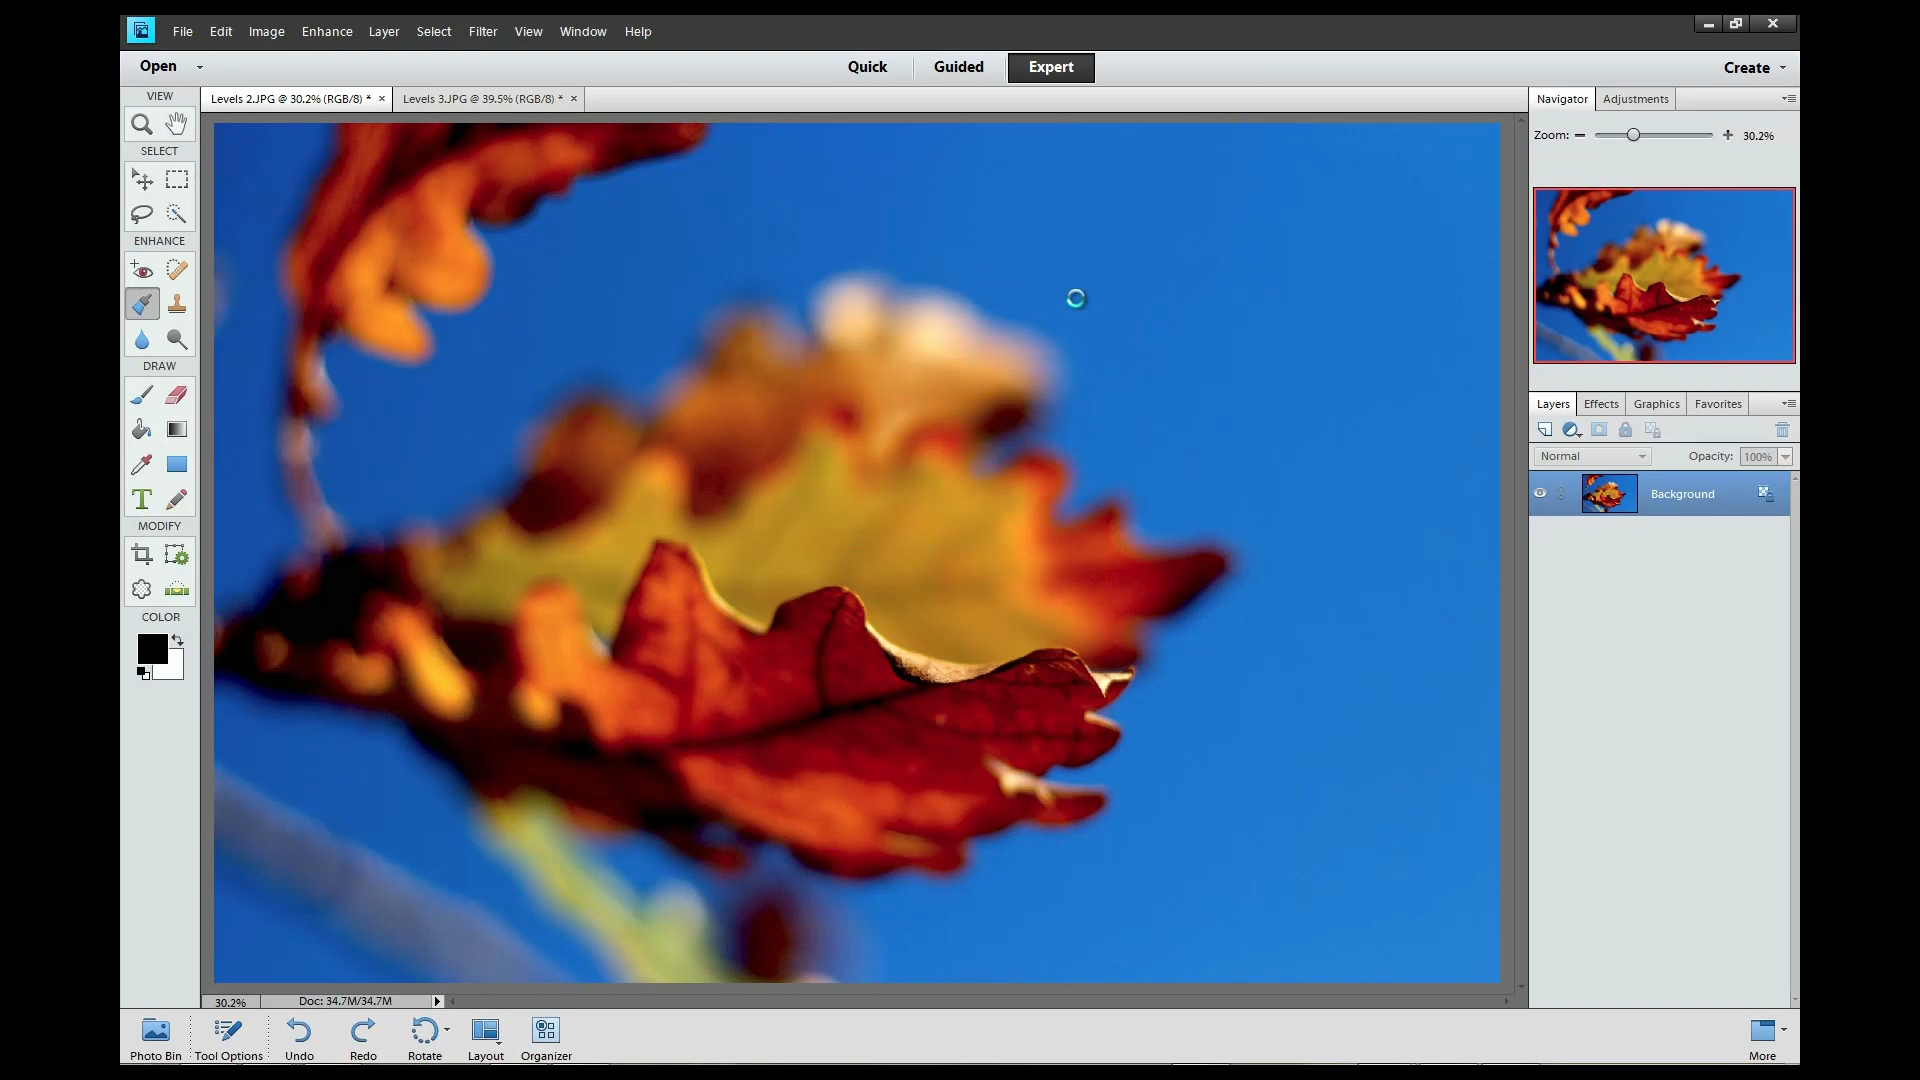 File Edit Image Enhance Layer Select Filter View Window Help
Open Quick Guided Expert Create
VIEW
Levels 2.JPG @ 30.2% (RGB/8) * × Levels 3.JPG @ 39.5% (RGB/8) * ×
Navigator Adjustments
Zoom: 30.2%
SELECT
ENHANCE
DRAW
T
MODIFY
COLOR
Layers Effects Graphics Favorites
Normal Opacity: 100%
Background
30.2% Doc: 34.7M/34.7M
Photo Bin Tool Options Undo Redo Rotate Layout Organizer More